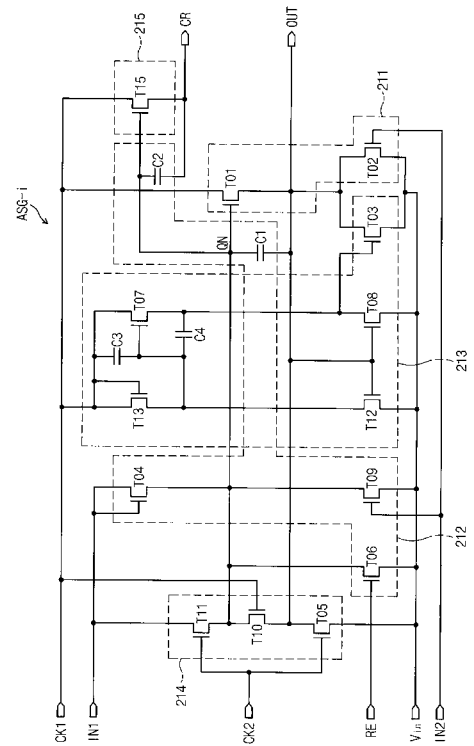 ASG-i
CK1
IN1
CK2
RE
Vin
IN2
CR
OUT
215
211
213
212
214
T15
C2
T01
QN
C1
T02
T03
T07
C3
C4
T13
T08
T12
T04
T09
T06
T11
T10
T05